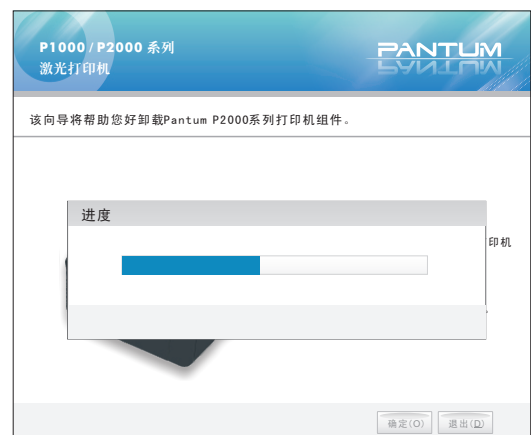 P1000 / P2000 系列
激光打印机
PANTUM
该向导将帮助您好卸载Pantum P2000系列打印机组件。
进度
印机
确定(O)
退出(D)